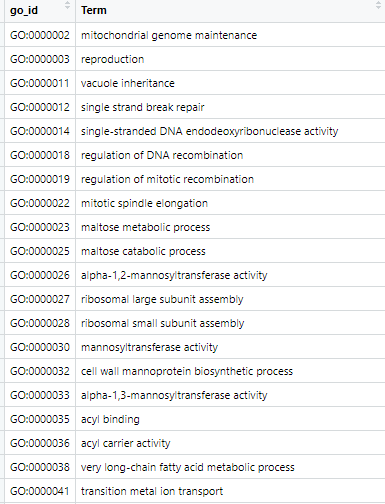 go_id Term
GO:0000002 mitochondrial genome maintenance
GO:0000003 reproduction
GO:0000011 vacuole inheritance
GO:0000012 single strand break repair
GO:0000014 single-stranded DNA endodeoxyribonuclease activity
GO:0000018 regulation of DNA recombination
GO:0000019 regulation of mitotic recombination
GO:0000022 mitotic spindle elongation
GO:0000023 maltose metabolic process
GO:0000025 maltose catabolic process
GO:0000026 alpha-1,2-mannosyltransferase activity
GO:0000027 ribosomal large subunit assembly
GO:0000028 ribosomal small subunit assembly
GO:0000030 mannosyltransferase activity
GO:0000032 cell wall mannoprotein biosynthetic process
GO:0000033 alpha-1,3-mannosyltransferase activity
GO:0000035 acyl binding
GO:0000036 acyl carrier activity
GO:0000038 very long-chain fatty acid metabolic process
GO:0000041 transition metal ion transport